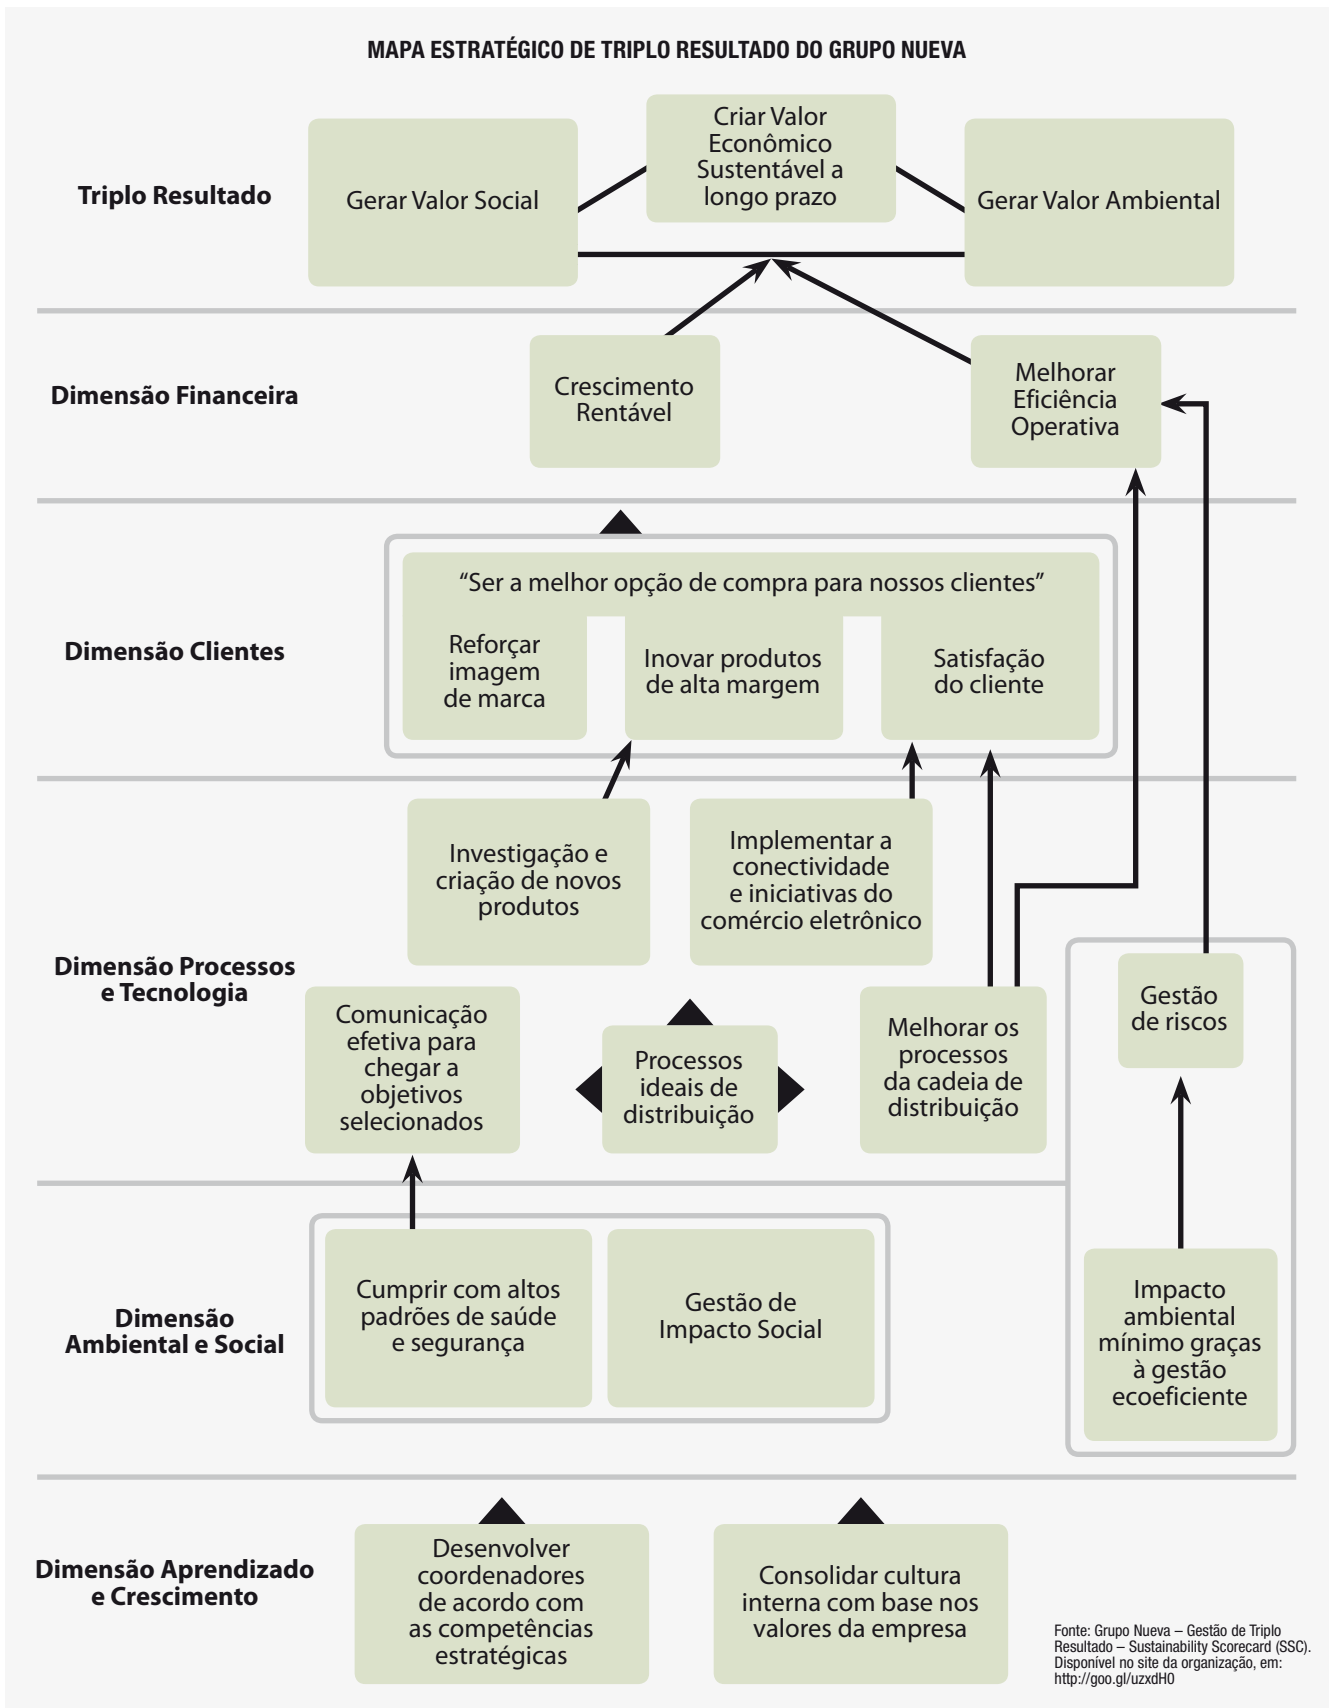 MAPA ESTRATÉGICO DE TRIPLO RESULTADO DO GRUPO NUEVA
Triplo Resultado
Gerar Valor Social
Criar Valor
Econômico
Sustentável a
longo prazo
Gerar Valor Ambiental
Dimensão Financeira
Crescimento
Rentável
Melhorar
Eficiência
Operativa
Dimensão Clientes
“Ser a melhor opção de compra para nossos clientes”
Reforçar
imagem
de marca
Inovar produtos
de alta margem
Satisfação
do cliente
Dimensão Processos
e Tecnologia
Investigação e
criação de novos
produtos
Implementar a
conectividade
e iniciativas do
comércio eletrônico
Comunicação
efetiva para
chegar a
objetivos
selecionados
Processos
ideais de
distribuição
Melhorar os
processos
da cadeia de
distribuição
Gestão
de riscos
Dimensão
Ambiental e Social
Cumprir com altos
padrões de saúde
e segurança
Gestão de
Impacto Social
Impacto
ambiental
mínimo graças
à gestão
ecoeficiente
Dimensão Aprendizado
e Crescimento
Desenvolver
coordenadores
de acordo com
as competências
estratégicas
Consolidar cultura
interna com base nos
valores da empresa
Fonte: Grupo Nueva – Gestão de Triplo
Resultado – Sustainability Scorecard (SSC).
Disponível no site da organização, em:
http://goo.gl/uzxdH0